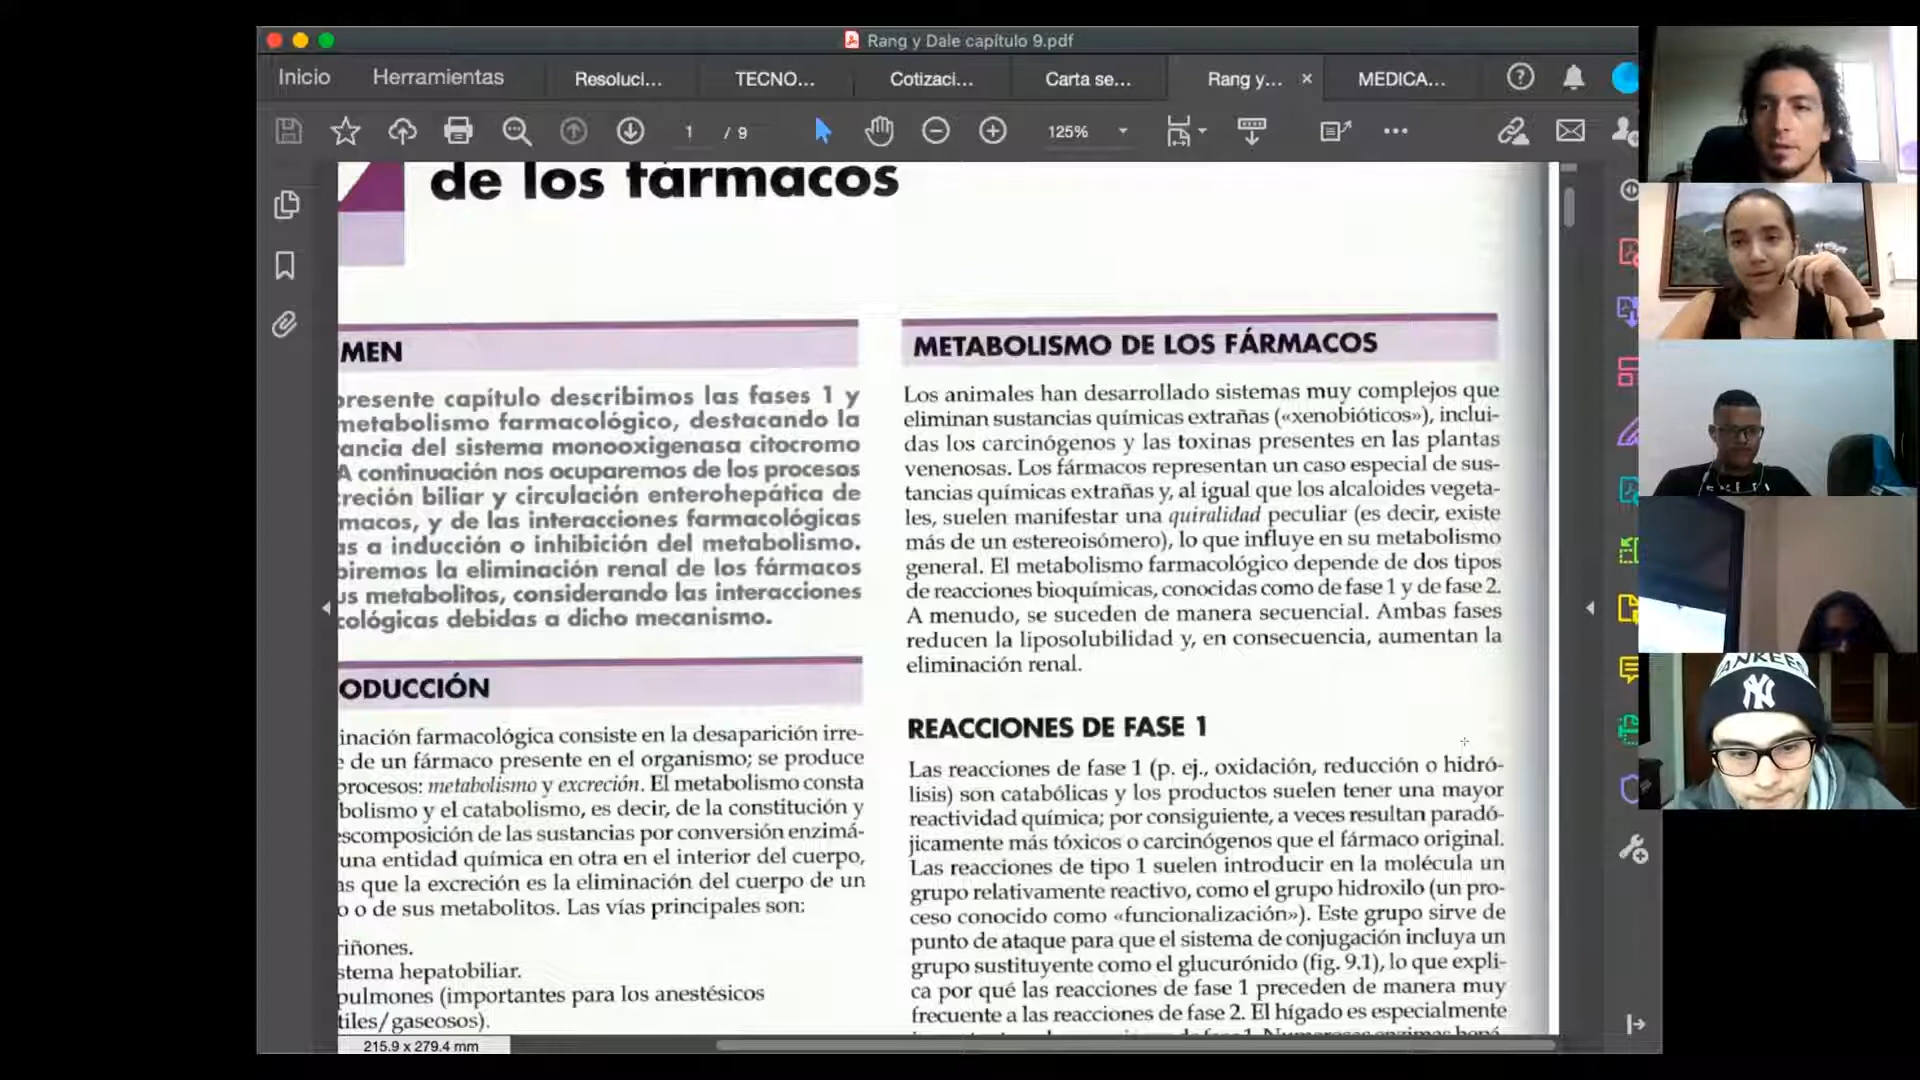 Rang y Dale capítulo 9.pdf
Inicio
Herramientas
Resoluci...
TECNO...
Cotizaci...
Carta se...
Rang y...
MEDICA...
1 / 9
125%
de los fármacos
MEN
presente capítulo describimos las fases 1 y
metabolismo farmacológico, destacando la
ancia del sistema monooxigenasa citocromo
A continuación nos ocuparemos de los procesos
creción biliar y circulación enterohepática de
macos, y de las interacciones farmacológicas
as a inducción o inhibición del metabolismo.
biremos la eliminación renal de los fármacos
us metabolitos, considerando las interacciones
cológicas debidas a dicho mecanismo.
ODUCCIÓN
inación farmacológica consiste en la desaparición irre-
e de un fármaco presente en el organismo; se produce
procesos: metabolismo y excreción. El metabolismo consta
bolismo y el catabolismo, es decir, de la constitución y
escomposición de las sustancias por conversión enzimá-
una entidad química en otra en el interior del cuerpo,
as que la excreción es la eliminación del cuerpo de un
o o de sus metabolitos. Las vías principales son:
riñones.
stema hepatobiliar.
pulmones (importantes para los anestésicos
tiles/gaseosos).
METABOLISMO DE LOS FÁRMACOS
Los animales han desarrollado sistemas muy complejos que
eliminan sustancias químicas extrañas («xenobióticos»), inclui-
das los carcinógenos y las toxinas presentes en las plantas
venenosas. Los fármacos representan un caso especial de sus-
tancias químicas extrañas y, al igual que los alcaloides vegeta-
les, suelen manifestar una quiralidad peculiar (es decir, existe
más de un estereoisómero), lo que influye en su metabolismo
general. El metabolismo farmacológico depende de dos tipos
de reacciones bioquímicas, conocidas como de fase 1 y de fase 2.
A menudo, se suceden de manera secuencial. Ambas fases
reducen la liposolubilidad y, en consecuencia, aumentan la
eliminación renal.
REACCIONES DE FASE 1
Las reacciones de fase 1 (p. ej., oxidación, reducción o hidró-
lisis) son catabólicas y los productos suelen tener una mayor
reactividad química; por consiguiente, a veces resultan paradó-
jicamente más tóxicos o carcinógenos que el fármaco original.
Las reacciones de tipo 1 suelen introducir en la molécula un
grupo relativamente reactivo, como el grupo hidroxilo (un pro-
ceso conocido como «funcionalización»). Este grupo sirve de
punto de ataque para que el sistema de conjugación incluya un
grupo sustituyente como el glucurónido (fig. 9.1), lo que expli-
ca por qué las reacciones de fase 1 preceden de manera muy
frecuente a las reacciones de fase 2. El hígado es especialmente
215.9 x 279.4 mm
YANKEES
NY